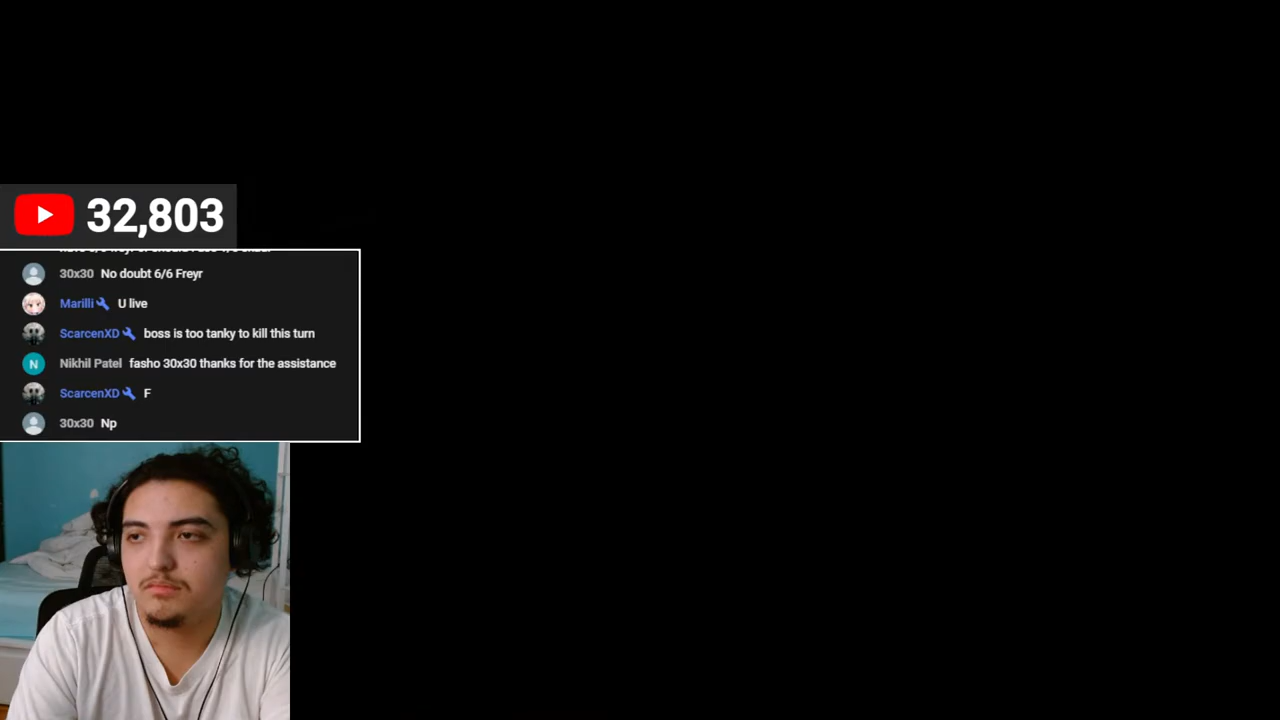 32,803
30x30 No doubt 6/6 Freyr
Marilli U live
ScarcenXD boss is too tanky to kill this turn
N Nikhil Patel fasho 30x30 thanks for the assistance
ScarcenXD F
30x30 Np